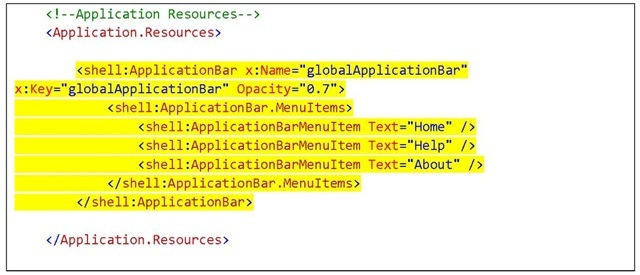 <!--Application Resources-->
<Application.Resources>
<shell:ApplicationBar x:Name="globalApplicationBar"
x:Key="globalApplicationBar" Opacity="0.7">
<shell:ApplicationBar.MenuItems>
<shell:ApplicationBarMenuItem Text="Home" />
<shell:ApplicationBarMenuItem Text="Help" />
<shell:ApplicationBarMenuItem Text="About" />
</shell:ApplicationBar.MenuItems>
</shell:ApplicationBar>
</Application.Resources>